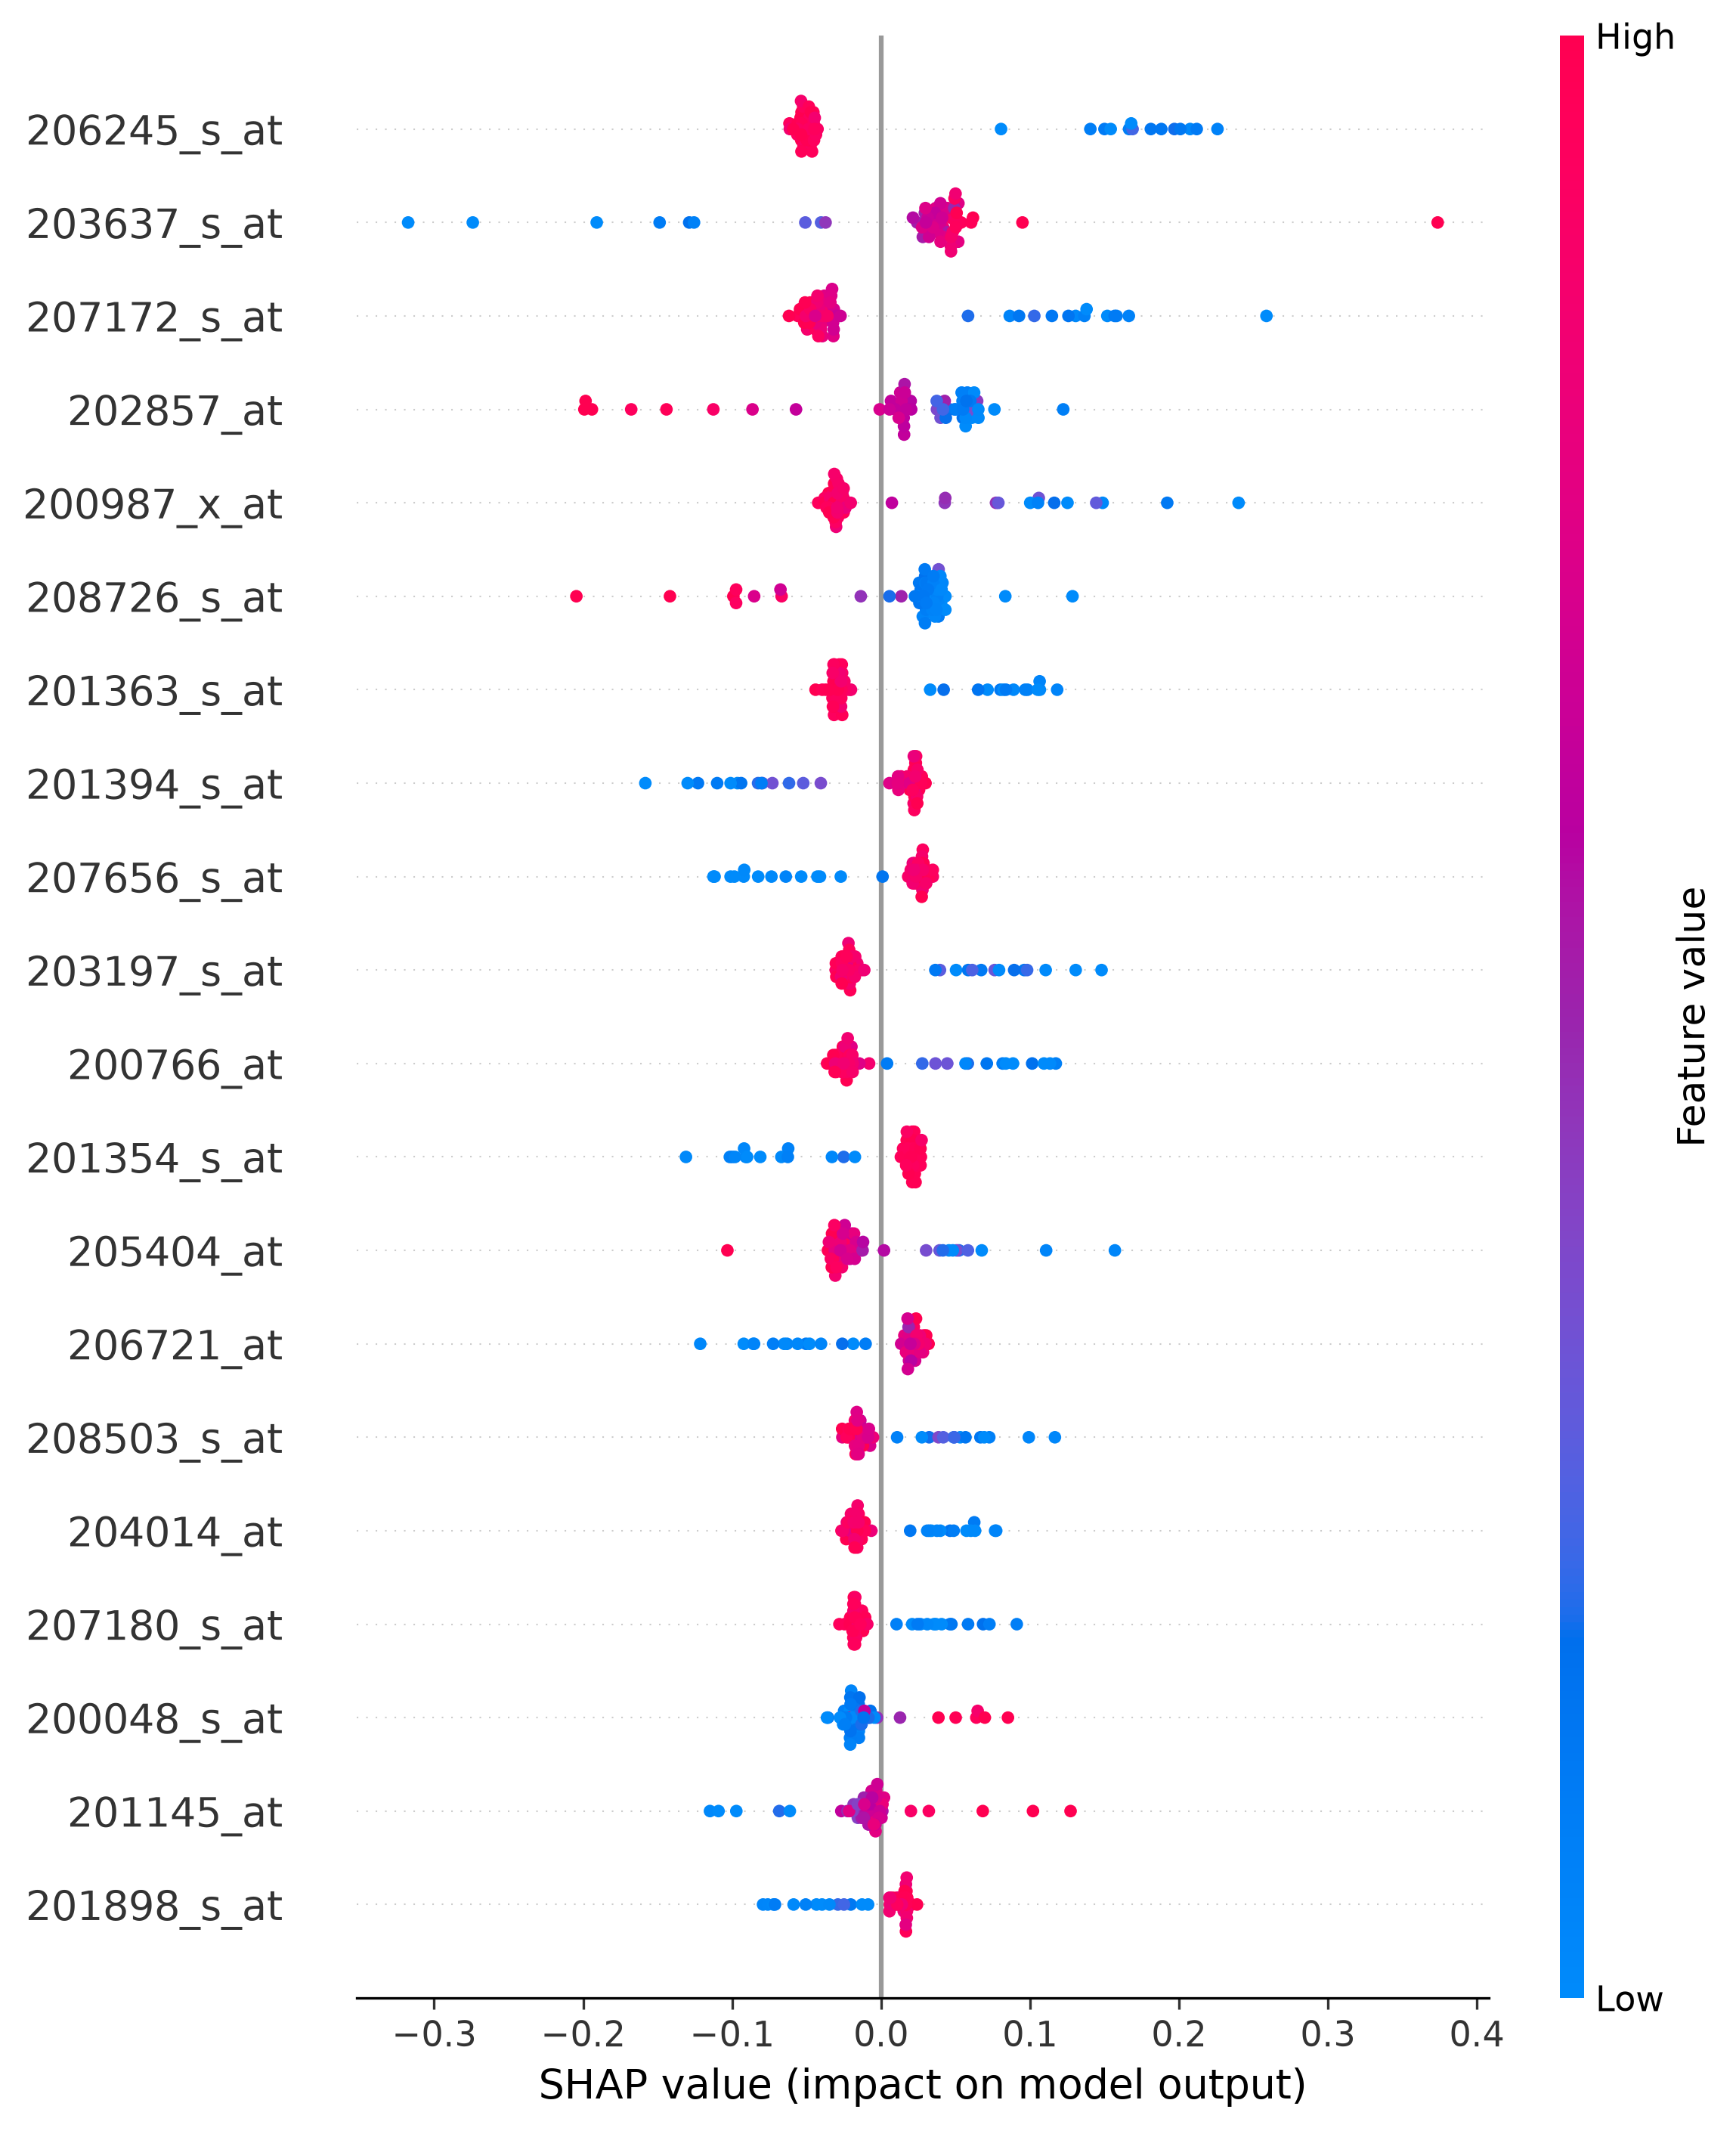 High
206245_s_at
203637_s_at
207172_s_at
202857_at
200987_x_at
208726_s_at
201363_s_at
201394_s_at
207656_s_at
203197_s_at
200766_at
201354_s_at
205404_at
206721_at
208503_s_at
204014_at
207180_s_at
200048_s_at
201145_at
201898_s_at
Feature value
Low
−0.3 −0.2 −0.1 0.0 0.1 0.2 0.3 0.4
SHAP value (impact on model output)